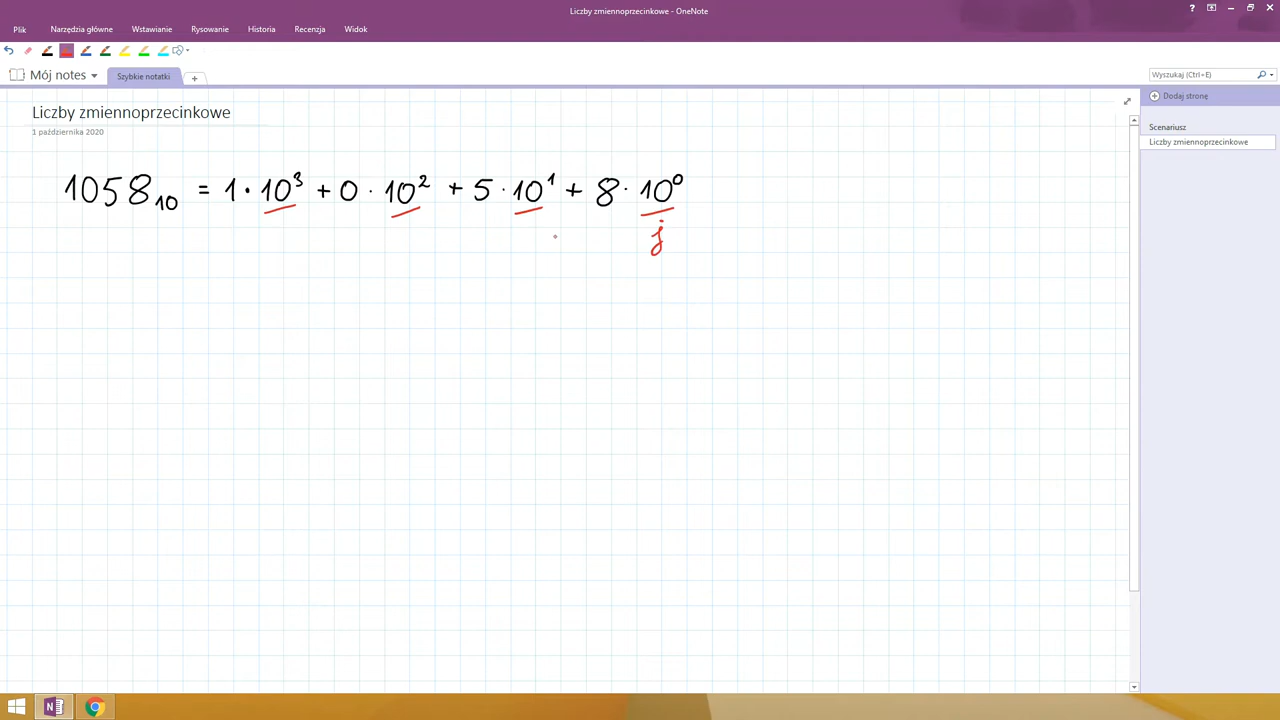 Liczby zmiennoprzecinkowe - OneNote
Plik Narzędzia główne Wstawianie Rysowanie Historia Recenzja Widok
Mój notes Szybkie notatki Wyszukaj (Ctrl+E)
Liczby zmiennoprzecinkowe
1 października 2020
1058₁₀ = 1 · 10³ + 0 · 10² + 5 · 10¹ + 8 · 10⁰
j
Dodaj stronę
Scenariusz
Liczby zmiennoprzecinkowe